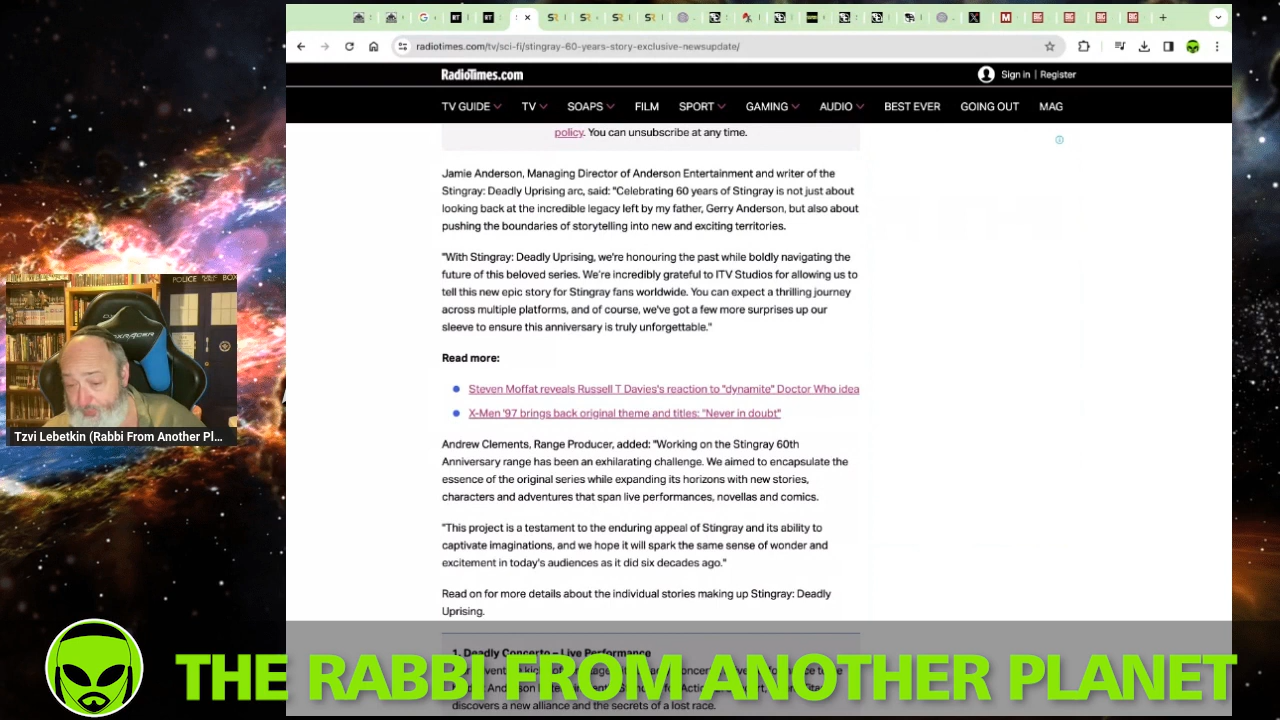 radiotimes.com/tv/sci-fi/stingray-60-years-story-exclusive-newsupdate/
RadioTimes.com
Sign in | Register
TV GUIDE TV SOAPS FILM SPORT GAMING AUDIO BEST EVER GOING OUT MAG
policy. You can unsubscribe at any time.
Jamie Anderson, Managing Director of Anderson Entertainment and writer of the
Stingray: Deadly Uprising arc, said: "Celebrating 60 years of Stingray is not just about
looking back at the incredible legacy left by my father, Gerry Anderson, but also about
pushing the boundaries of storytelling into new and exciting territories.
"With Stingray: Deadly Uprising, we're honouring the past while boldly navigating the
future of this beloved series. We're incredibly grateful to ITV Studios for allowing us to
tell this new epic story for Stingray fans worldwide. You can expect a thrilling journey
across multiple platforms, and of course, we've got a few more surprises up our
sleeve to ensure this anniversary is truly unforgettable."
Read more:
Steven Moffat reveals Russell T Davies's reaction to "dynamite" Doctor Who idea
X-Men '97 brings back original theme and titles: "Never in doubt"
Andrew Clements, Range Producer, added: "Working on the Stingray 60th
Anniversary range has been an exhilarating challenge. We aimed to encapsulate the
essence of the original series while expanding its horizons with new stories,
characters and adventures that span live performances, novellas and comics.
"This project is a testament to the enduring appeal of Stingray and its ability to
captivate imaginations, and we hope it will spark the same sense of wonder and
excitement in today's audiences as it did six decades ago."
Read on for more details about the individual stories making up Stingray: Deadly
Uprising.
1. Deadly Concerto – Live Performance
discovers a new alliance and the secrets of a lost race.
POLICE BOX
DXRACER
Tzvi Lebetkin (Rabbi From Another Pl...
THE RABBI FROM ANOTHER PLANET